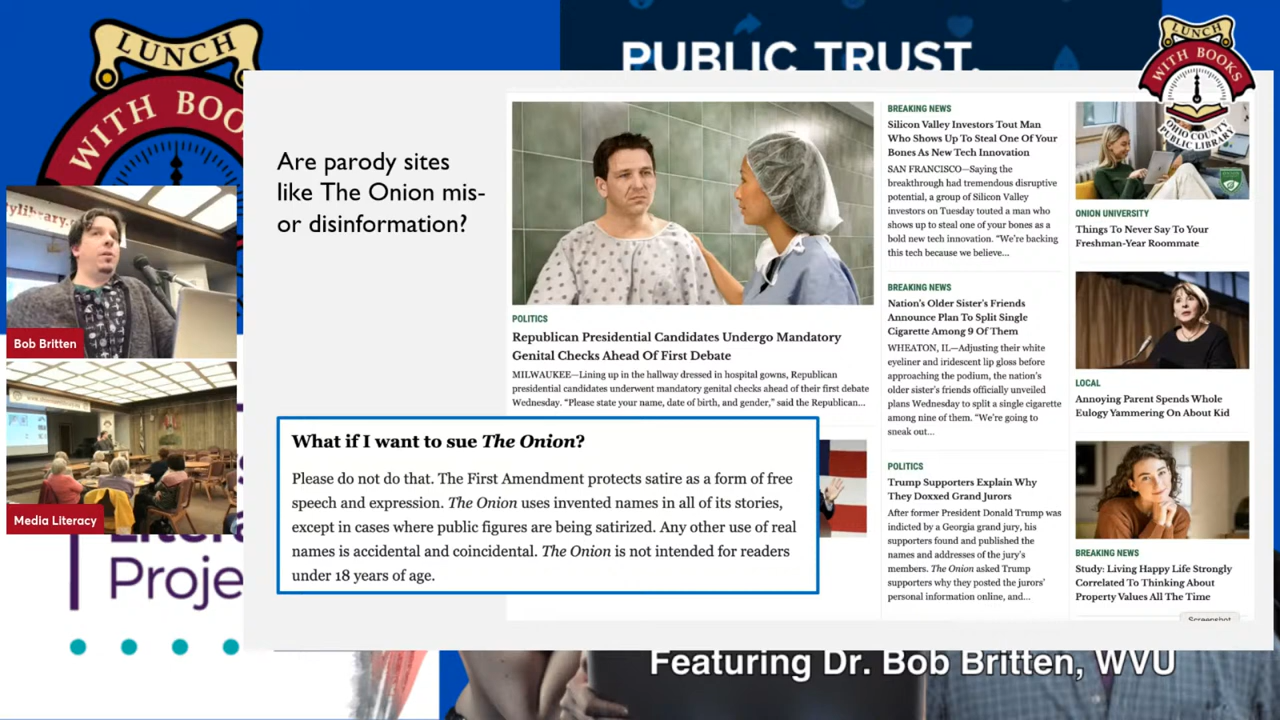 LUNCH
WITH BOO
PUBLIC TRUST.
LUNCH
WITH BOOKS
OHIO COUNTY
PUBLIC LIBRARY
Are parody sites
like The Onion mis-
or disinformation?
ylibrary.o
Bob Britten
Media Literacy
Proje
POLITICS
Republican Presidential Candidates Undergo Mandatory
Genital Checks Ahead Of First Debate
MILWAUKEE—Lining up in the hallway dressed in hospital gowns, Republican
presidential candidates underwent mandatory genital checks ahead of their first debate
Wednesday. “Please state your name, date of birth, and gender,” said the Republican...
What if I want to sue The Onion?
Please do not do that. The First Amendment protects satire as a form of free
speech and expression. The Onion uses invented names in all of its stories,
except in cases where public figures are being satirized. Any other use of real
names is accidental and coincidental. The Onion is not intended for readers
under 18 years of age.
BREAKING NEWS
Silicon Valley Investors Tout Man
Who Shows Up To Steal One Of Your
Bones As New Tech Innovation
SAN FRANCISCO—Saying the
breakthrough had tremendous disruptive
potential, a group of Silicon Valley
investors on Tuesday touted a man who
shows up to steal one of your bones as a
bold new tech innovation. “We’re backing
this tech because we believe...
BREAKING NEWS
Nation’s Older Sister’s Friends
Announce Plan To Split Single
Cigarette Among 9 Of Them
WHEATON, IL—Adjusting their white
eyeliner and iridescent lip gloss before
approaching the podium, the nation’s
older sister’s friends officially unveiled
plans Wednesday to split a single cigarette
among nine of them. “We’re going to
sneak out...
POLITICS
Trump Supporters Explain Why
They Doxxed Grand Jurors
After former President Donald Trump was
indicted by a Georgia grand jury, his
supporters found and published the
names and addresses of the jury’s
members. The Onion asked Trump
supporters why they posted the jurors’
personal information online, and...
ONION UNIVERSITY
Things To Never Say To Your
Freshman-Year Roommate
LOCAL
Annoying Parent Spends Whole
Eulogy Yammering On About Kid
BREAKING NEWS
Study: Living Happy Life Strongly
Correlated To Thinking About
Property Values All The Time
Screenshot
Featuring Dr. Bob Britten, WVU